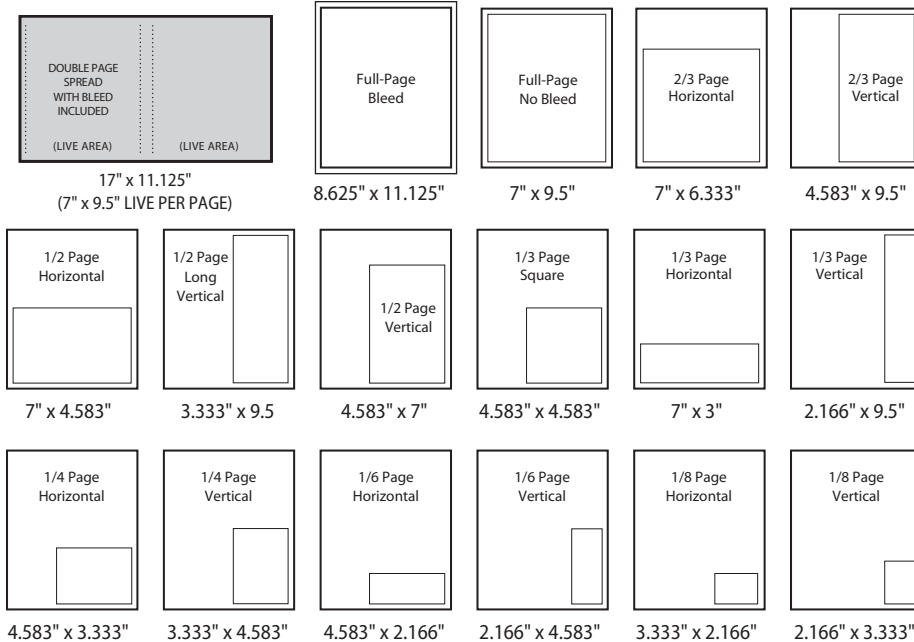 DOUBLE PAGE
SPREAD
WITH BLEED
INCLUDED
(LIVE AREA)
(LIVE AREA)
17" x 11.125"
(7" x 9.5" LIVE PER PAGE)
Full-Page
Bleed
8.625" x 11.125"
Full-Page
No Bleed
7" x 9.5"
2/3 Page
Horizontal
7" x 6.333"
2/3 Page
Vertical
4.583" x 9.5"
1/2 Page
Horizontal
7" x 4.583"
1/2 Page
Long
Vertical
3.333" x 9.5
1/2 Page
Vertical
4.583" x 7"
1/3 Page
Square
4.583" x 4.583"
1/3 Page
Horizontal
7" x 3"
1/3 Page
Vertical
2.166" x 9.5"
1/4 Page
Horizontal
4.583" x 3.333"
1/4 Page
Vertical
3.333" x 4.583"
1/6 Page
Horizontal
4.583" x 2.166"
1/6 Page
Vertical
2.166" x 4.583"
1/8 Page
Horizontal
3.333" x 2.166"
1/8 Page
Vertical
2.166" x 3.333"